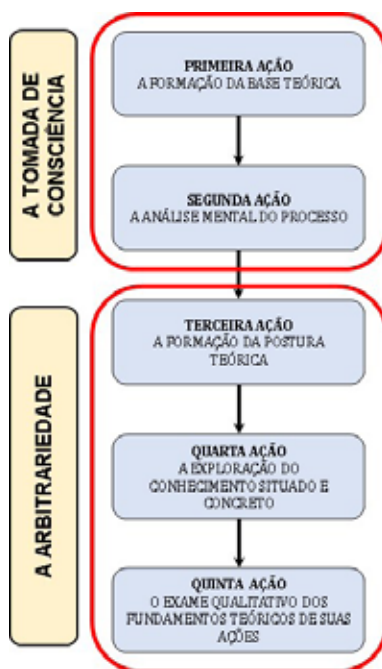 A TOMADA DE
CONSCIÊNCIA
PRIMEIRA AÇÃO
A FORMAÇÃO DA BASE TEÓRICA
SEGUNDA AÇÃO
A ANÁLISE MENTAL DO PROCESSO
A ARBITRARIEDADE
TERCEIRA AÇÃO
A FORMAÇÃO DA POSTURA
TEÓRICA
QUARTA AÇÃO
A EXPLORAÇÃO DO
CONHECIMENTO SITUADO E
CONCRETO
QUINTA AÇÃO
O EXAME QUALITATIVO DOS
FUNDAMENTOS TEÓRICOS DE SUAS
AÇÕES